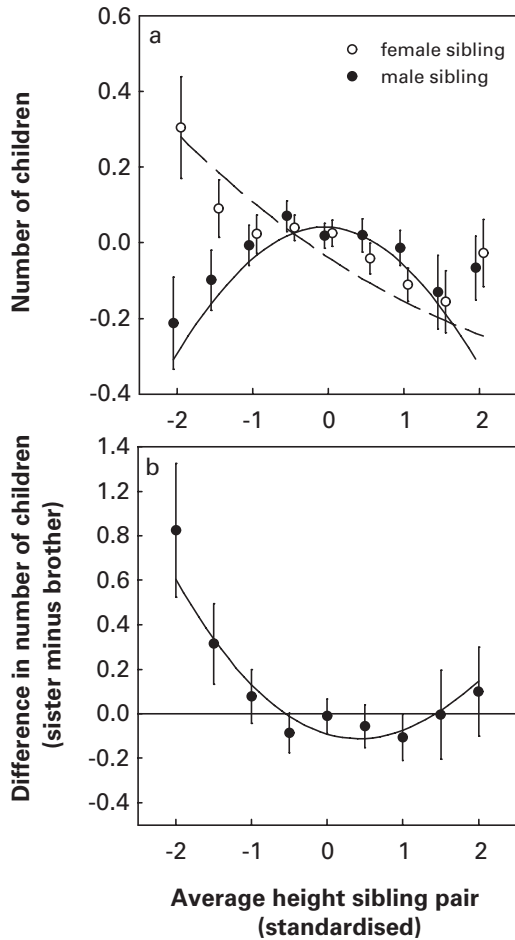 0.6
a
female sibling
male sibling
0.4
0.2
0.0
-0.2
-0.4
Number of children
-2 -1 0 1 2
1.4
b
1.2
1.0
0.8
0.6
0.4
0.2
0.0
-0.2
-0.4
Difference in number of children
(sister minus brother)
-2 -1 0 1 2
Average height sibling pair
(standardised)